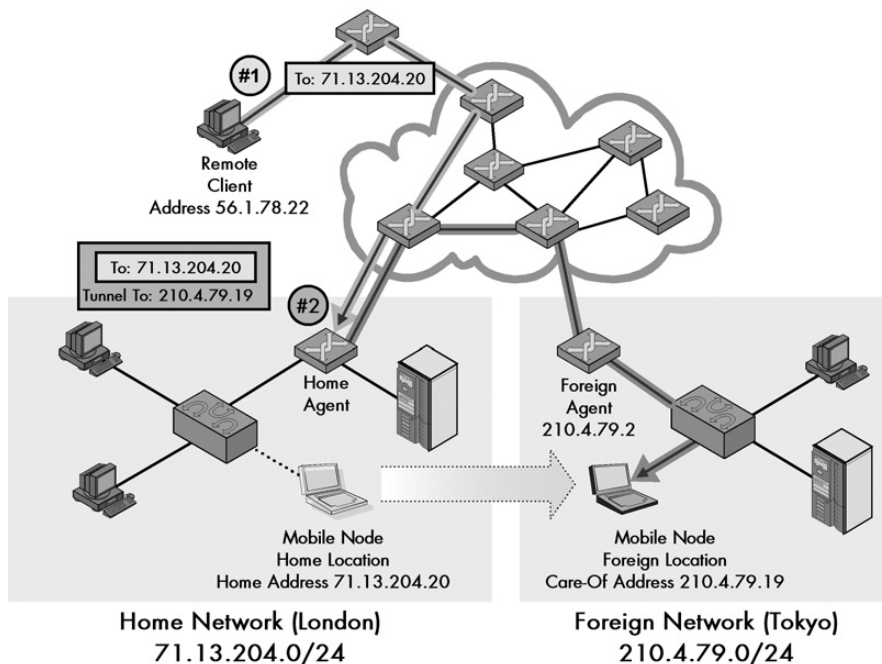 #1
To: 71.13.204.20
Remote
Client
Address 56.1.78.22
To: 71.13.204.20
Tunnel To: 210.4.79.19
#2
Home
Agent
Foreign
Agent
210.4.79.2
Mobile Node
Home Location
Home Address 71.13.204.20
Mobile Node
Foreign Location
Care-Of Address 210.4.79.19
Home Network (London)
71.13.204.0/24
Foreign Network (Tokyo)
210.4.79.0/24